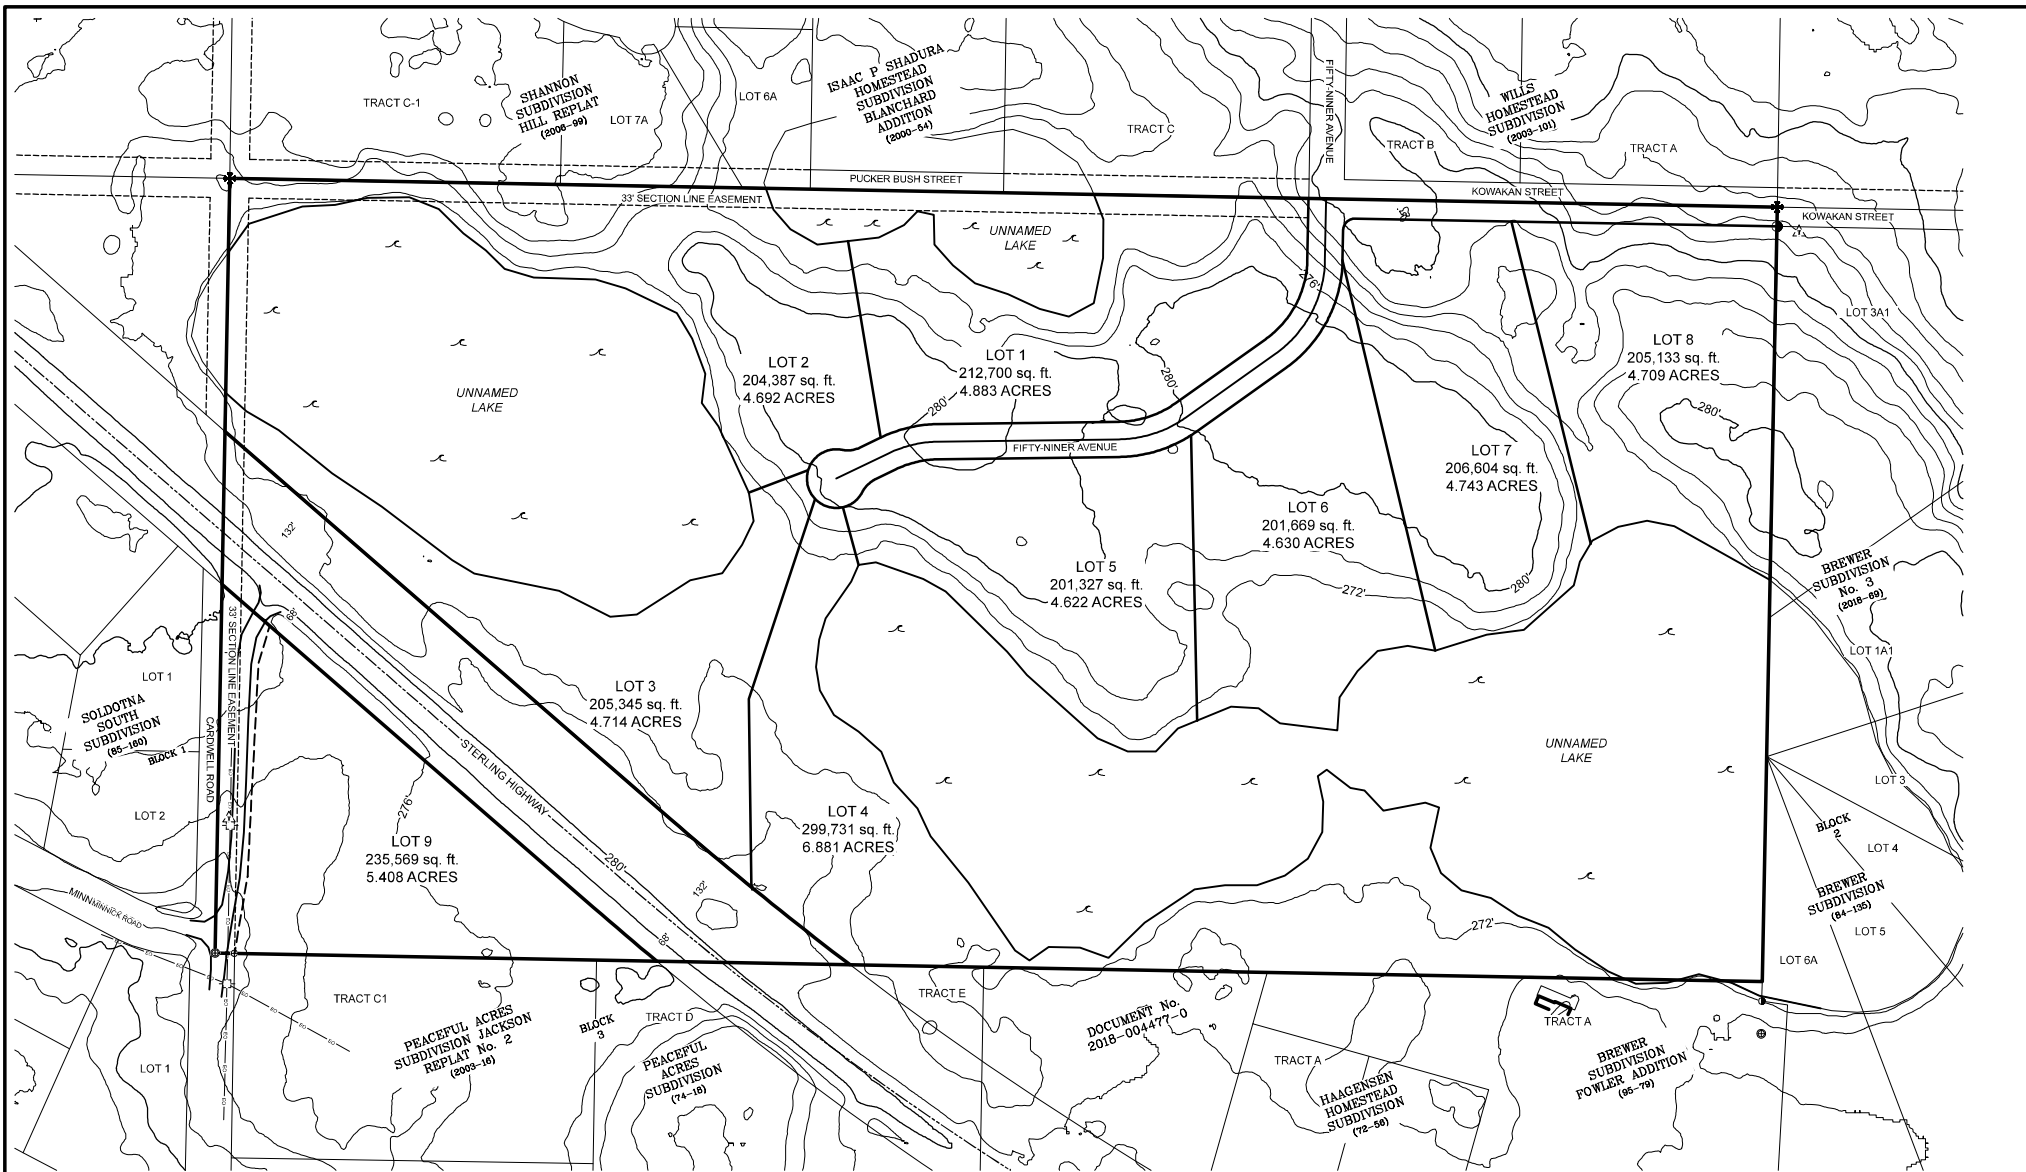 TRACT C-1
SHANNON
SUBDIVISION
HILL REPLAT
(2006-99)
LOT 7A
LOT 6A
ISAAC P SHADURA
HOMESTEAD
SUBDIVISION
BLANCHARD
ADDITION
(2000-54)
TRACT C
FIFTY-NINER AVENUE
TRACT B
WILLS
HOMESTEAD
SUBDIVISION
(2003-101)
TRACT A
PUCKER BUSH STREET
33' SECTION LINE EASEMENT
KOWAKAN STREET
KOWAKAN STREET
UNNAMED
LAKE
276'
LOT 3A1
UNNAMED
LAKE
LOT 2
204,387 sq. ft.
4.692 ACRES
LOT 1
212,700 sq. ft.
4.883 ACRES
280'
280'
FIFTY-NINER AVENUE
LOT 8
205,133 sq. ft.
4.709 ACRES
280'
LOT 7
206,604 sq. ft.
4.743 ACRES
LOT 6
201,669 sq. ft.
4.630 ACRES
LOT 5
201,327 sq. ft.
4.622 ACRES
272'
280'
132'
68'
BREWER
SUBDIVISION
No. 3
(2018-69)
LOT 1A1
LOT 1
SOLDOTNA
SOUTH
SUBDIVISION
(85-160)
BLOCK 1
LOT 2
CARDWELL ROAD
33' SECTION LINE EASEMENT
LOT 3
205,345 sq. ft.
4.714 ACRES
STERLING HIGHWAY
276'
280'
LOT 9
235,569 sq. ft.
5.408 ACRES
LOT 4
299,731 sq. ft.
6.881 ACRES
132'
68'
UNNAMED
LAKE
272'
LOT 3
BLOCK
2
LOT 4
BREWER
SUBDIVISION
(84-135)
LOT 5
LOT 6A
MINNMINNICK ROAD
LOT 1
TRACT C1
PEACEFUL ACRES
SUBDIVISION JACKSON
REPLAT No. 2
(2003-16)
BLOCK
3
TRACT D
PEACEFUL
ACRES
SUBDIVISION
(74-18)
TRACT E
DOCUMENT No.
2018-004477-0
TRACT A
HAAGENSEN
HOMESTEAD
SUBDIVISION
(72-56)
TRACT A
BREWER
SUBDIVISION
FOWLER ADDITION
(95-79)